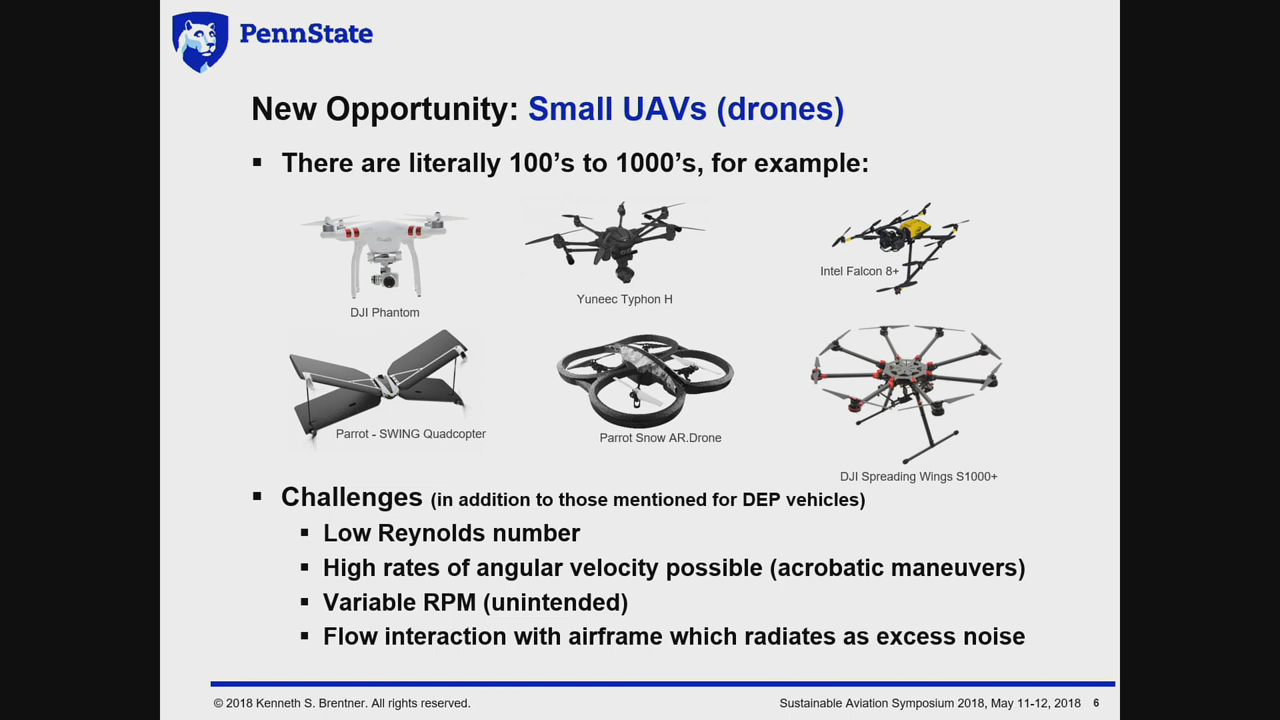 PennState
New Opportunity: Small UAVs (drones)
▪ There are literally 100's to 1000's, for example:
DJI Phantom
Yuneec Typhon H
Intel Falcon 8+
Parrot - SWING Quadcopter
Parrot Snow AR.Drone
DJI Spreading Wings S1000+
▪ Challenges (in addition to those mentioned for DEP vehicles)
▪ Low Reynolds number
▪ High rates of angular velocity possible (acrobatic maneuvers)
▪ Variable RPM (unintended)
▪ Flow interaction with airframe which radiates as excess noise
© 2018 Kenneth S. Brentner. All rights reserved.
Sustainable Aviation Symposium 2018, May 11-12, 2018 6